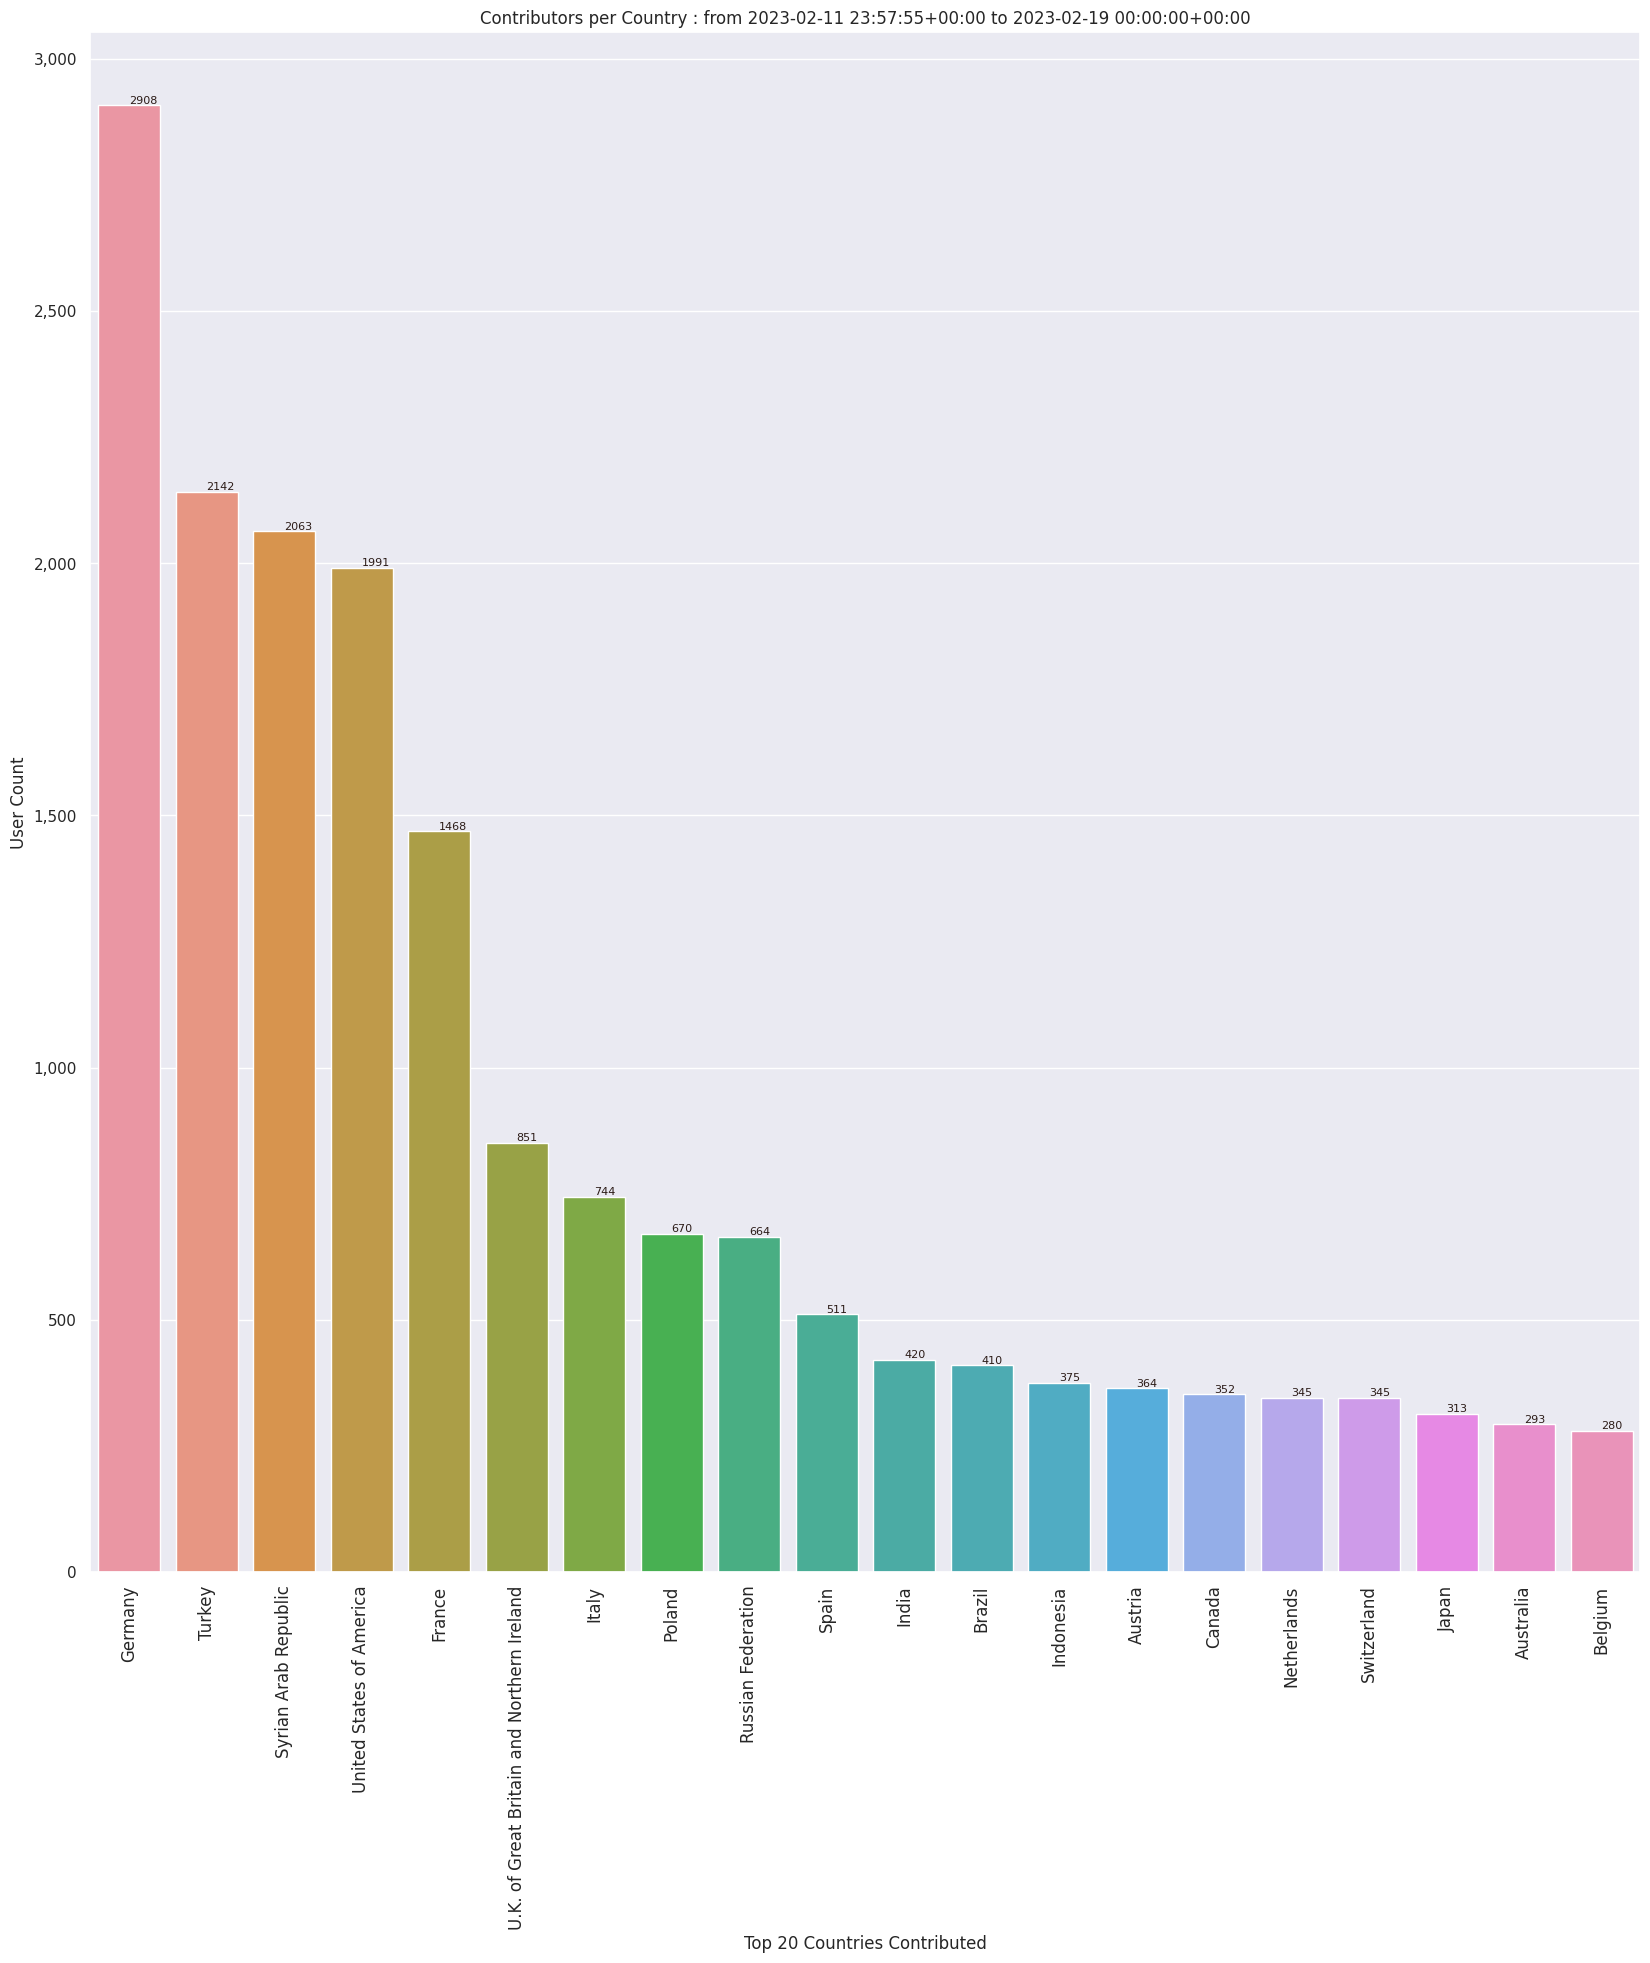 Contributors per Country : from 2023-02-11 23:57:55+00:00 to 2023-02-19 00:00:00+00:00
3,000
2,500
2,000
1,500
1,000
500
0
User Count
2908
2142
2063
1991
1468
851
744
670
664
511
420
410
375
364
352
345
345
313
293
280
Germany
Turkey
Syrian Arab Republic
United States of America
France
U.K. of Great Britain and Northern Ireland
Italy
Poland
Russian Federation
Spain
India
Brazil
Indonesia
Austria
Canada
Netherlands
Switzerland
Japan
Australia
Belgium
Top 20 Countries Contributed